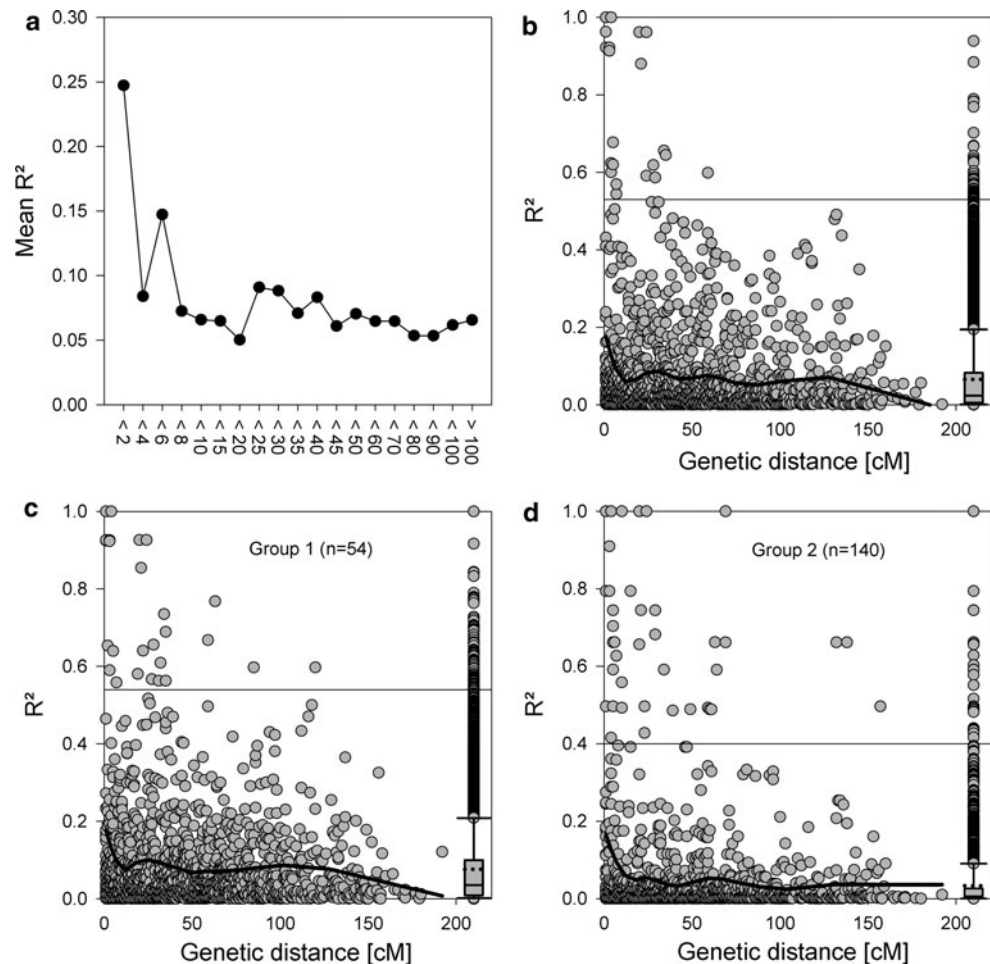 a
0.30
0.25
0.20
0.15
0.10
0.05
0.00
Mean R²
< 2
< 4
< 6
< 8
< 10
< 15
< 20
< 25
< 30
< 35
< 40
< 45
< 50
< 60
< 70
< 80
< 90
< 100
> 100
b
1.0
0.8
0.6
0.4
0.2
0.0
R²
0 50 100 150 200
Genetic distance [cM]
c
Group 1 (n=54)
1.0
0.8
0.6
0.4
0.2
0.0
R²
0 50 100 150 200
Genetic distance [cM]
d
Group 2 (n=140)
1.0
0.8
0.6
0.4
0.2
0.0
R²
0 50 100 150 200
Genetic distance [cM]